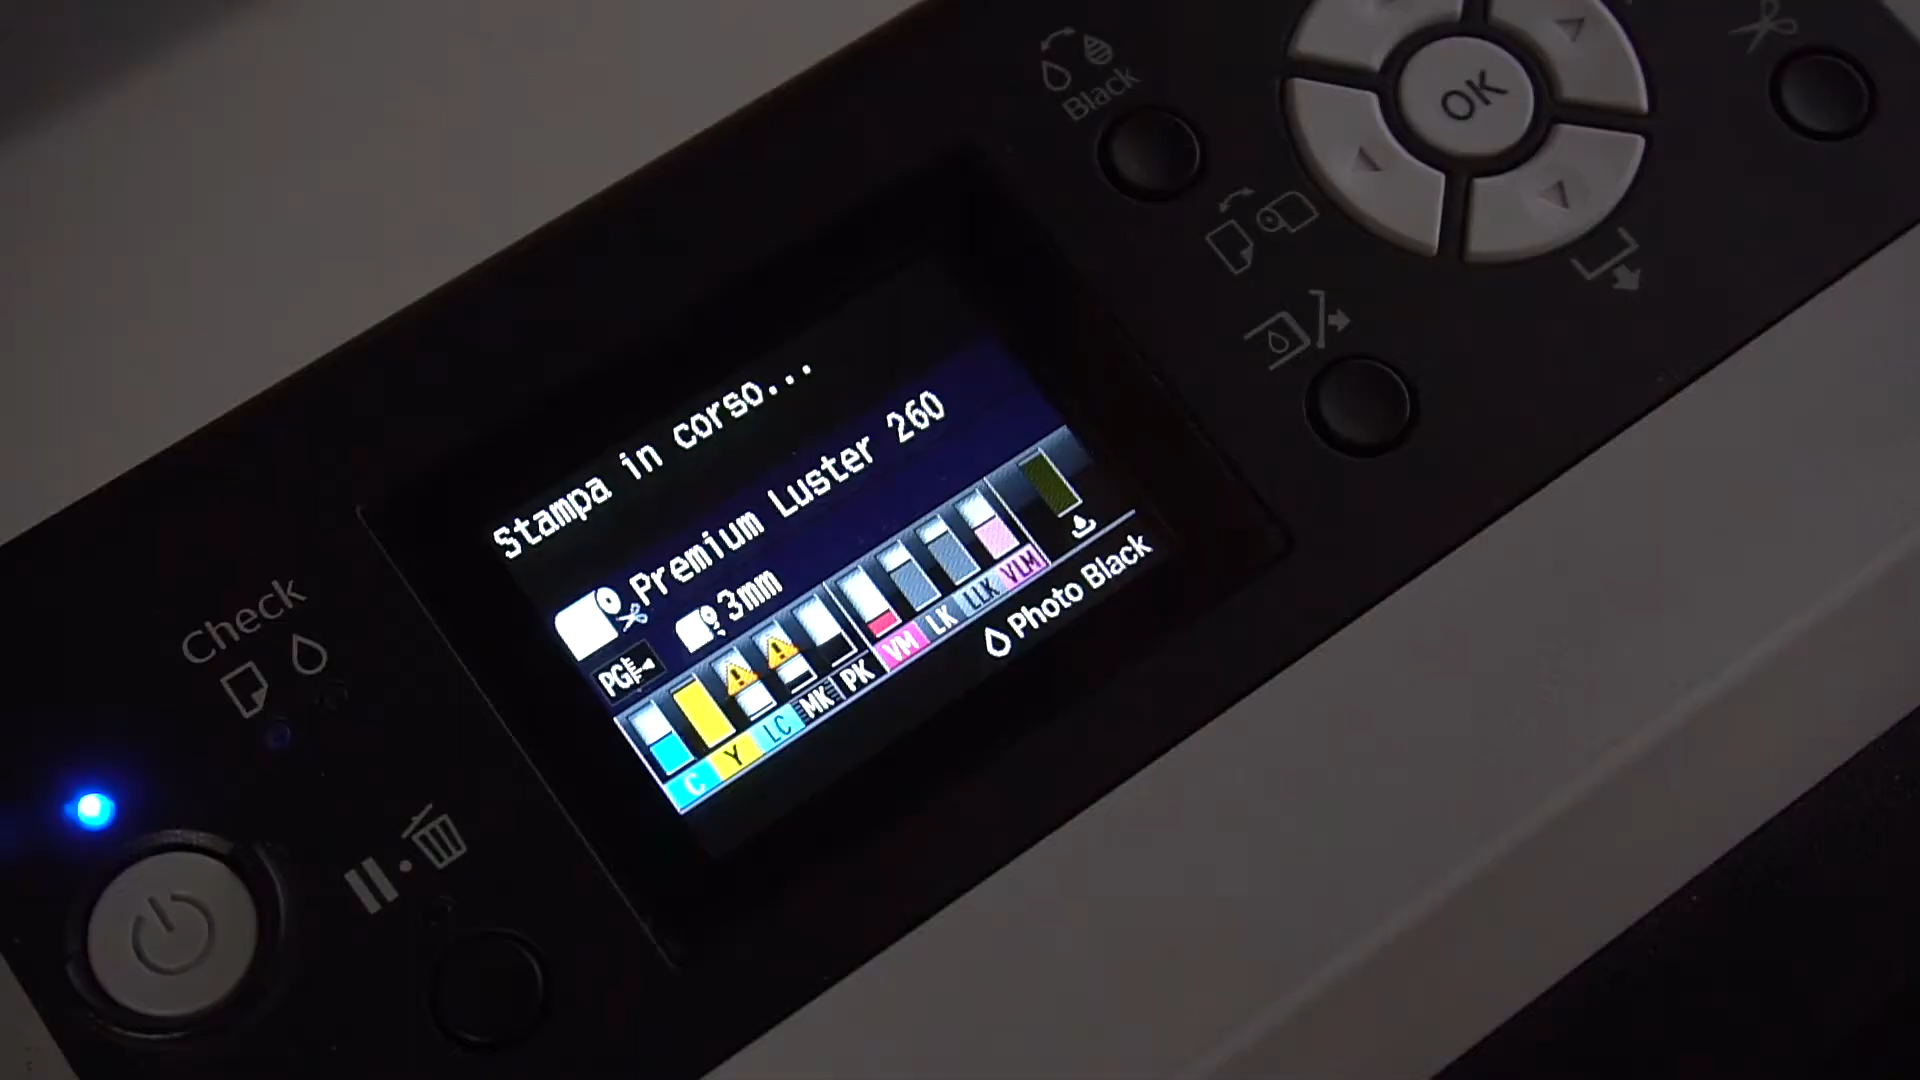 Stampa in corso...
Premium Luster 260
3mm
PG
C Y LC MK PK VM LK LLK VLM
Photo Black
Check
Black
OK